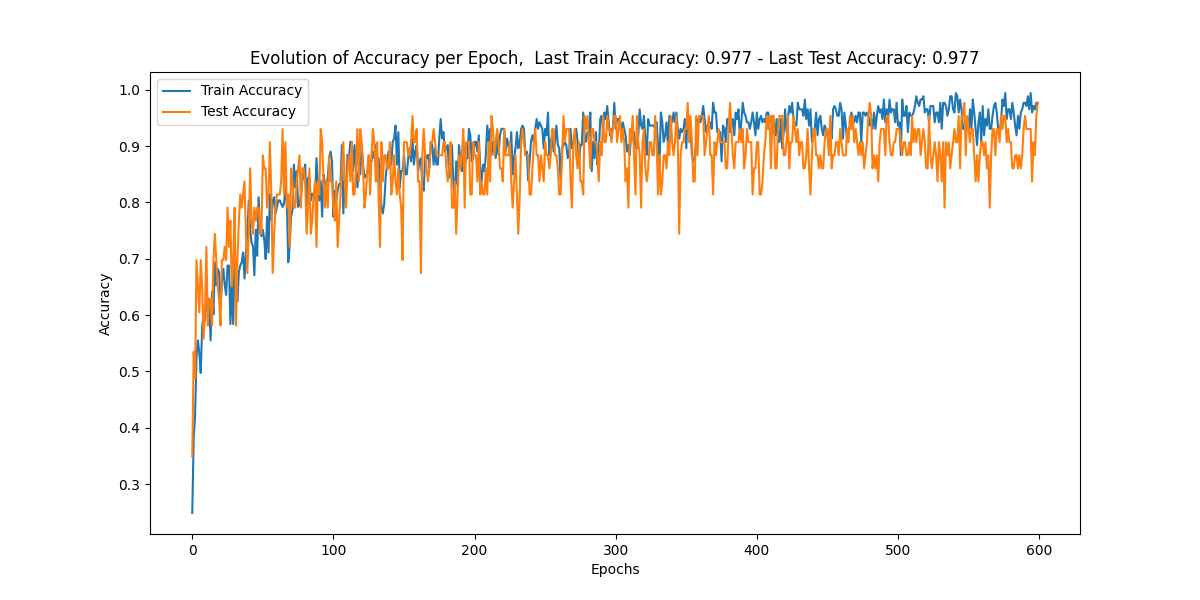 Evolution of Accuracy per Epoch,  Last Train Accuracy: 0.977 - Last Test Accuracy: 0.977
Train Accuracy
Test Accuracy
1.0
0.9
0.8
0.7
0.6
0.5
0.4
0.3
Accuracy
0 100 200 300 400 500 600
Epochs